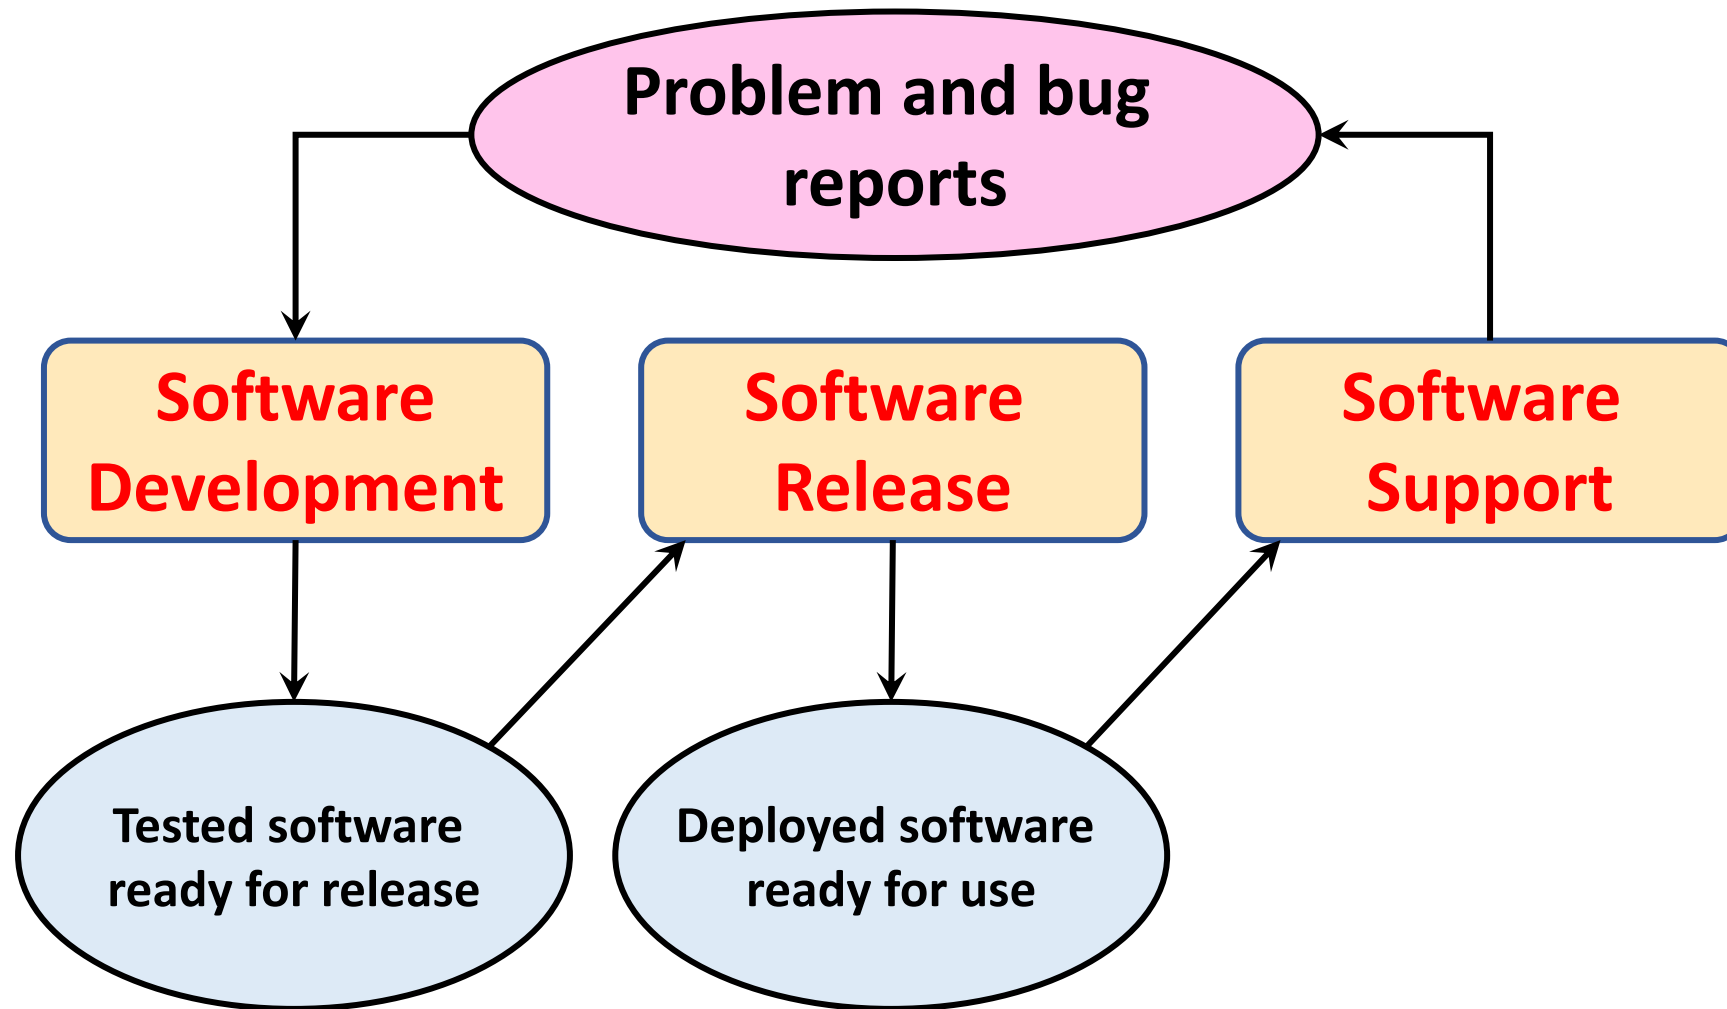 Problem and bug
reports
Software
Development
Software
Release
Software
Support
Tested software
ready for release
Deployed software
ready for use